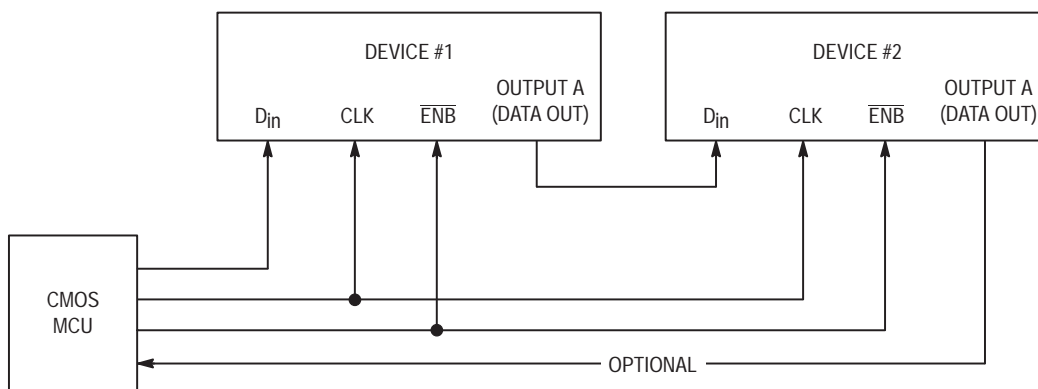 DEVICE #1
OUTPUT A
(DATA OUT)
Din CLK ENB
DEVICE #2
OUTPUT A
(DATA OUT)
Din CLK ENB
CMOS
MCU
OPTIONAL